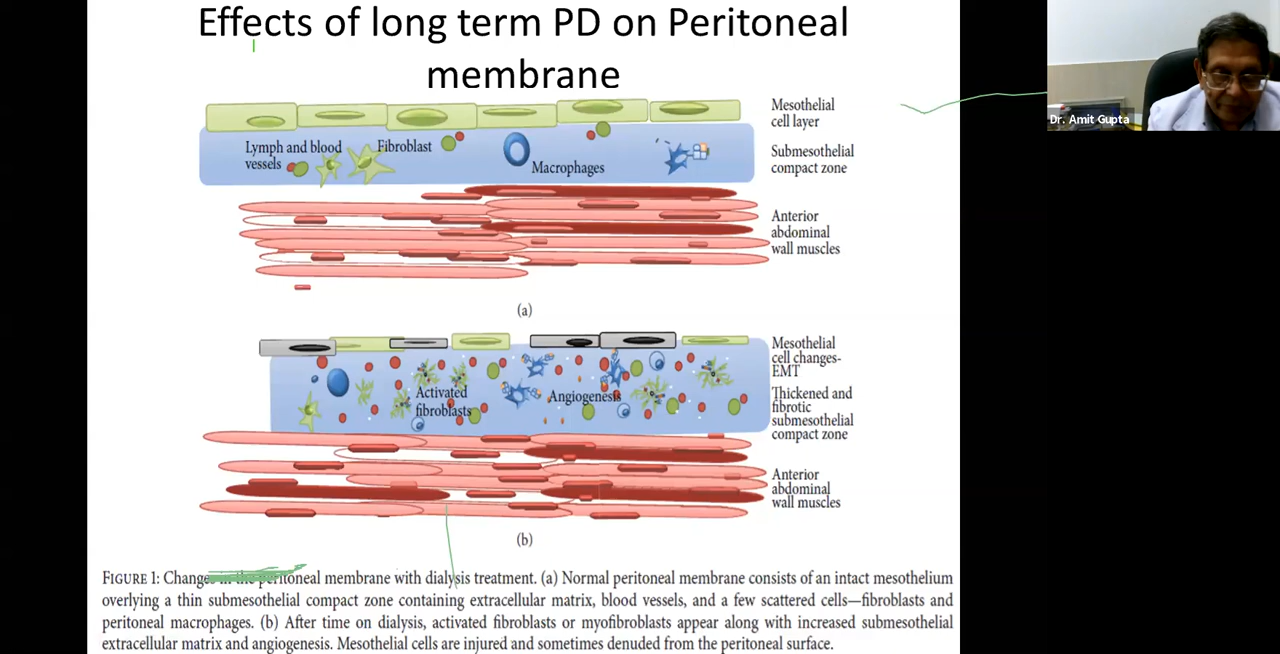 Effects of long term PD on Peritoneal
membrane
Dr. Amit Gupta
Mesothelial
cell layer
Lymph and blood
vessels
Fibroblast
Macrophages
Submesothelial
compact zone
Anterior
abdominal
wall muscles
(a)
Mesothelial
cell changes-
EMT
Activated
fibroblasts
Angiogenesis
Thickened and
fibrotic
submesothelial
compact zone
Anterior
abdominal
wall muscles
(b)
FIGURE 1: Changes in the peritoneal membrane with dialysis treatment. (a) Normal peritoneal membrane consists of an intact mesothelium
overlying a thin submesothelial compact zone containing extracellular matrix, blood vessels, and a few scattered cells—fibroblasts and
peritoneal macrophages. (b) After time on dialysis, activated fibroblasts or myofibroblasts appear along with increased submesothelial
extracellular matrix and angiogenesis. Mesothelial cells are injured and sometimes denuded from the peritoneal surface.